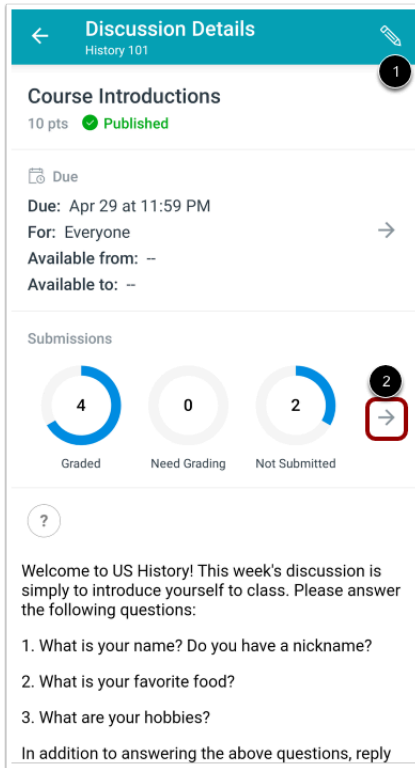 Discussion Details
History 101
1
Course Introductions
10 pts Published
Due
Due: Apr 29 at 11:59 PM
For: Everyone
Available from: --
Available to: --
Submissions
2
4 0 2
Graded Need Grading Not Submitted
?
Welcome to US History! This week's discussion is
simply to introduce yourself to class. Please answer
the following questions:
1. What is your name? Do you have a nickname?
2. What is your favorite food?
3. What are your hobbies?
In addition to answering the above questions, reply